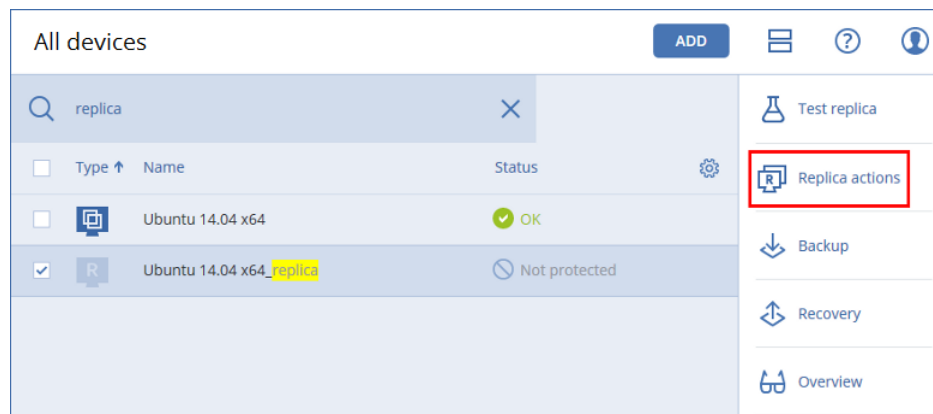 All devices
ADD
replica
Type Name Status
Ubuntu 14.04 x64 OK
R Ubuntu 14.04 x64_replica Not protected
Test replica
R Replica actions
Backup
Recovery
Overview